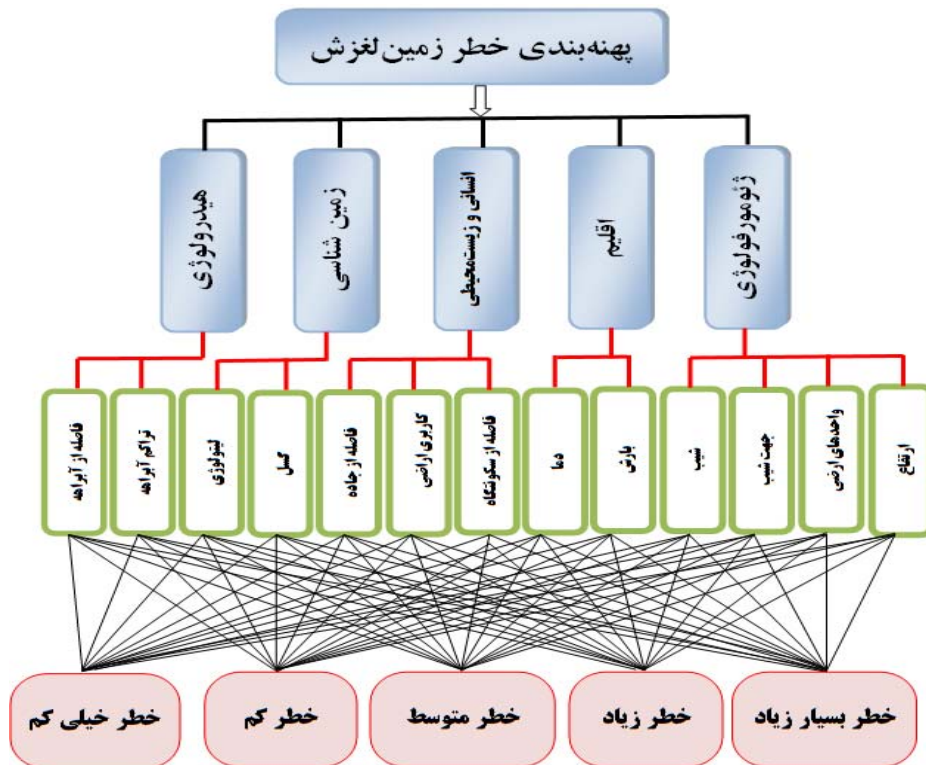 پهنه‌بندی خطر زمین‌لغزش
ژئومورفولوژی
اقلیم
انسانی و زیست‌محیطی
زمین شناسی
هیدرولوژی
ارتفاع
واحدهای ارضی
جهت شیب
شیب
بارش
دما
فاصله از سکونتگاه
کاربری اراضی
فاصله از جاده
گسل
لیتولوژی
تراکم آبراهه
فاصله از آبراهه
خطر بسیار زیاد
خطر زیاد
خطر متوسط
خطر کم
خطر خیلی کم